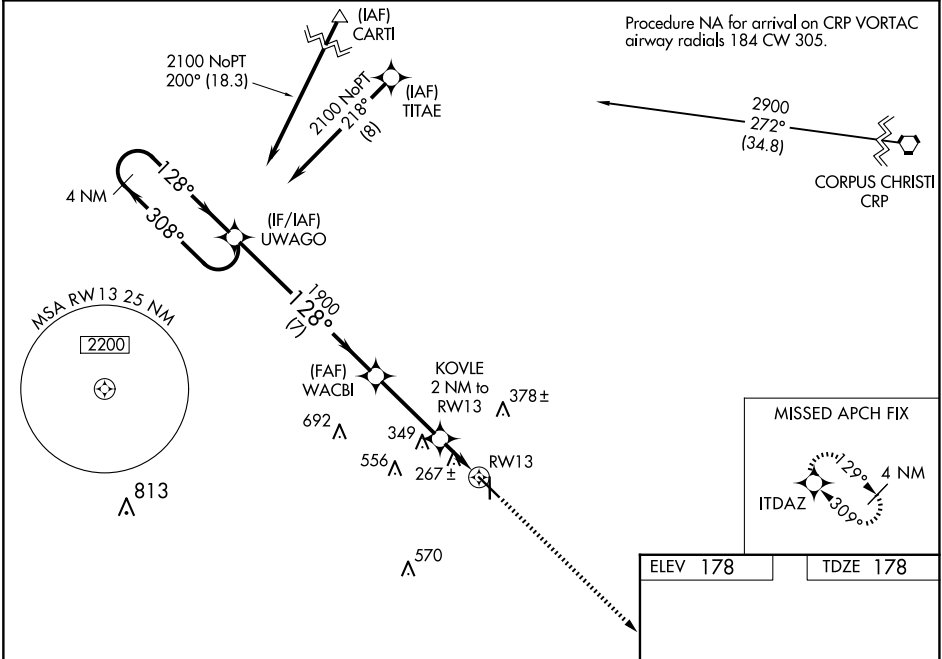 (IAF)
CARTI
Procedure NA for arrival on CRP VORTAC
airway radials 184 CW 305.
2100 NoPT
200° (18.3)
2100 NoPT
218°
(8)
(IAF)
TITAE
2900
272°
(34.8)
CORPUS CHRISTI
CRP
4 NM
128°
308°
(IF/IAF)
UWAGO
MSA RW13 25 NM
2200
1900
128°
(7)
(FAF)
WACBI
KOVLE
2 NM to
RW13
378±
692
349
556
267±
RW13
813
570
MISSED APCH FIX
129°
4 NM
ITDAZ
309°
ELEV 178
TDZE 178